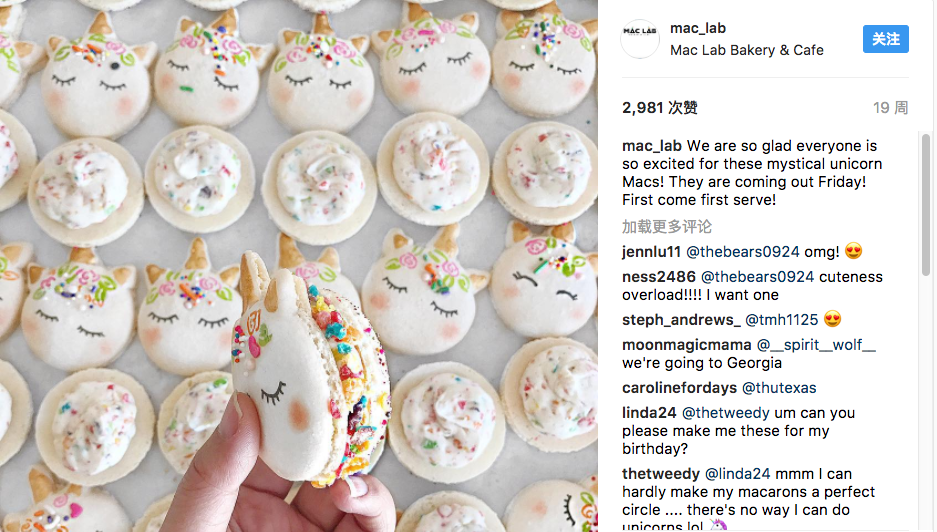 MAC LAB
mac_lab
Mac Lab Bakery & Cafe
关注
2,981 次赞
19 周
mac_lab We are so glad everyone is
so excited for these mystical unicorn
Macs! They are coming out Friday!
First come first serve!
加载更多评论
jennlu11 @thebears0924 omg! 😍
ness2486 @thebears0924 cuteness
overload!!!! I want one
steph_andrews_ @tmh1125 😍
moonmagicmama @__spirit__wolf__
we're going to Georgia
carolinefordays @thutexas
linda24 @thetweedy um can you
please make me these for my
birthday?
thetweedy @linda24 mmm I can
hardly make my macarons a perfect
circle .... there's no way I can do
unicorns lol 🦄